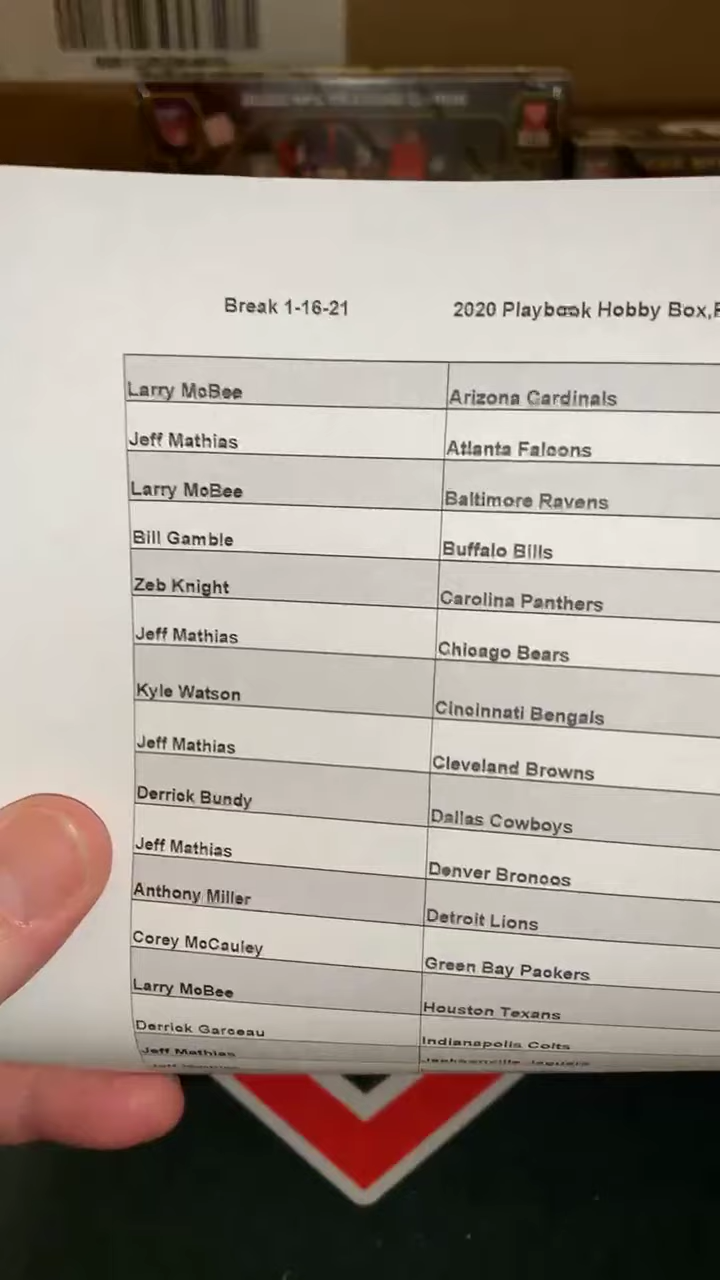 Break 1-16-21 2020 Playbook Hobby Box,
Larry McBee Arizona Cardinals
Jeff Mathias Atlanta Falcons
Larry McBee Baltimore Ravens
Bill Gamble Buffalo Bills
Zeb Knight Carolina Panthers
Jeff Mathias Chicago Bears
Kyle Watson Cincinnati Bengals
Jeff Mathias Cleveland Browns
Derrick Bundy Dallas Cowboys
Jeff Mathias Denver Broncos
Anthony Miller Detroit Lions
Corey McCauley Green Bay Packers
Larry McBee Houston Texans
Derrick Garceau Indianapolis Colts
Jeff Mathias Jacksonville Jaguars